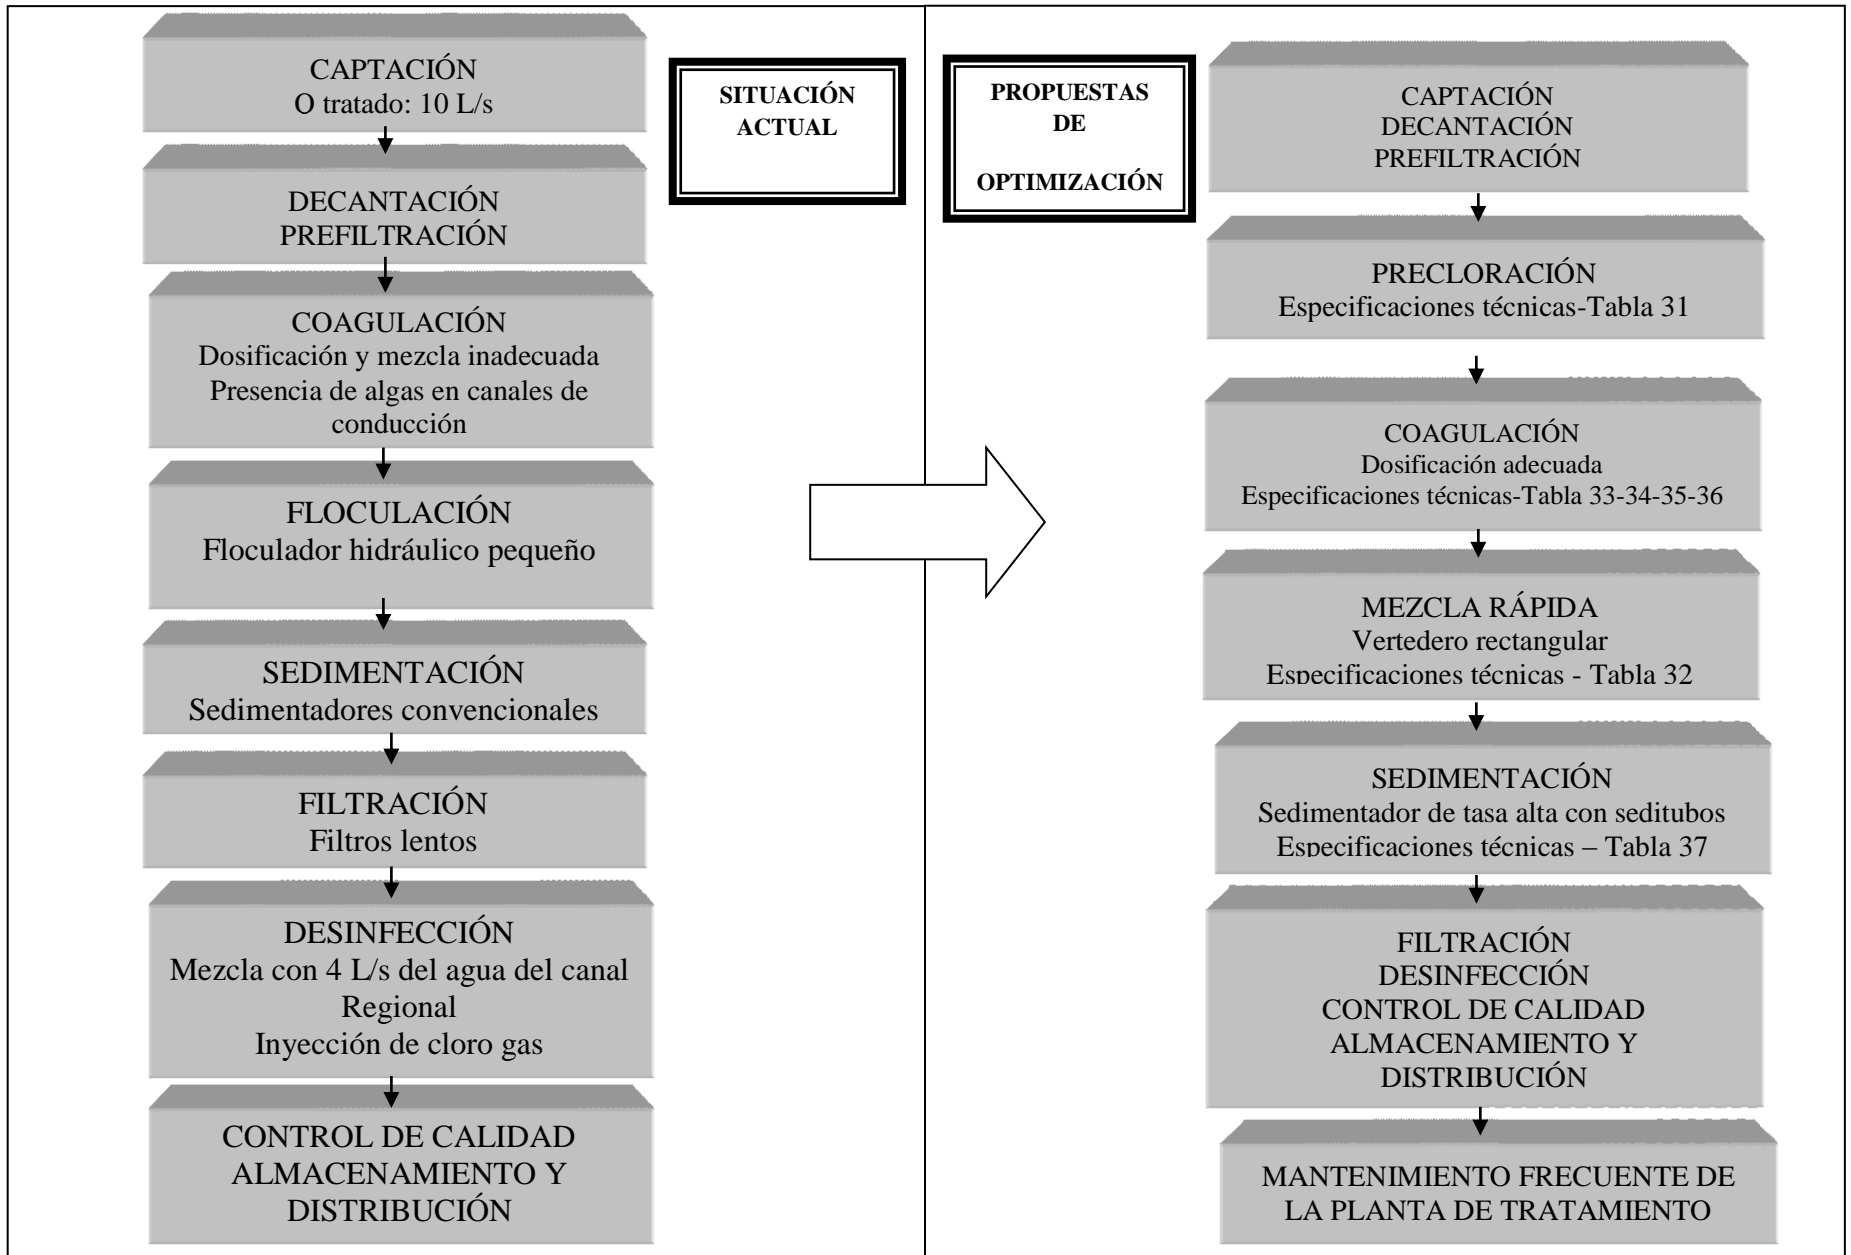 SITUACIÓN
ACTUAL
CAPTACIÓN
O tratado: 10 L/s
DECANTACIÓN
PREFILTRACIÓN
COAGULACIÓN
Dosificación y mezcla inadecuada
Presencia de algas en canales de
conducción
FLOCULACIÓN
Floculador hidráulico pequeño
SEDIMENTACIÓN
Sedimentadores convencionales
FILTRACIÓN
Filtros lentos
DESINFECCIÓN
Mezcla con 4 L/s del agua del canal
Regional
Inyección de cloro gas
CONTROL DE CALIDAD
ALMACENAMIENTO Y
DISTRIBUCIÓN
PROPUESTAS
DE
OPTIMIZACIÓN
CAPTACIÓN
DECANTACIÓN
PREFILTRACIÓN
PRECLORACIÓN
Especificaciones técnicas-Tabla 31
COAGULACIÓN
Dosificación adecuada
Especificaciones técnicas-Tabla 33-34-35-36
MEZCLA RÁPIDA
Vertedero rectangular
Especificaciones técnicas - Tabla 32
SEDIMENTACIÓN
Sedimentador de tasa alta con seditubos
Especificaciones técnicas – Tabla 37
FILTRACIÓN
DESINFECCIÓN
CONTROL DE CALIDAD
ALMACENAMIENTO Y
DISTRIBUCIÓN
MANTENIMIENTO FRECUENTE DE
LA PLANTA DE TRATAMIENTO